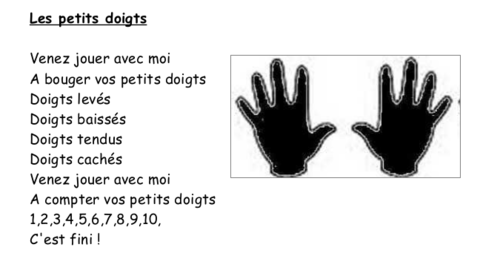 Les petits doigts
Venez jouer avec moi
A bouger vos petits doigts
Doigts levés
Doigts baissés
Doigts tendus
Doigts cachés
Venez jouer avec moi
A compter vos petits doigts
1,2,3,4,5,6,7,8,9,10,
C'est fini !